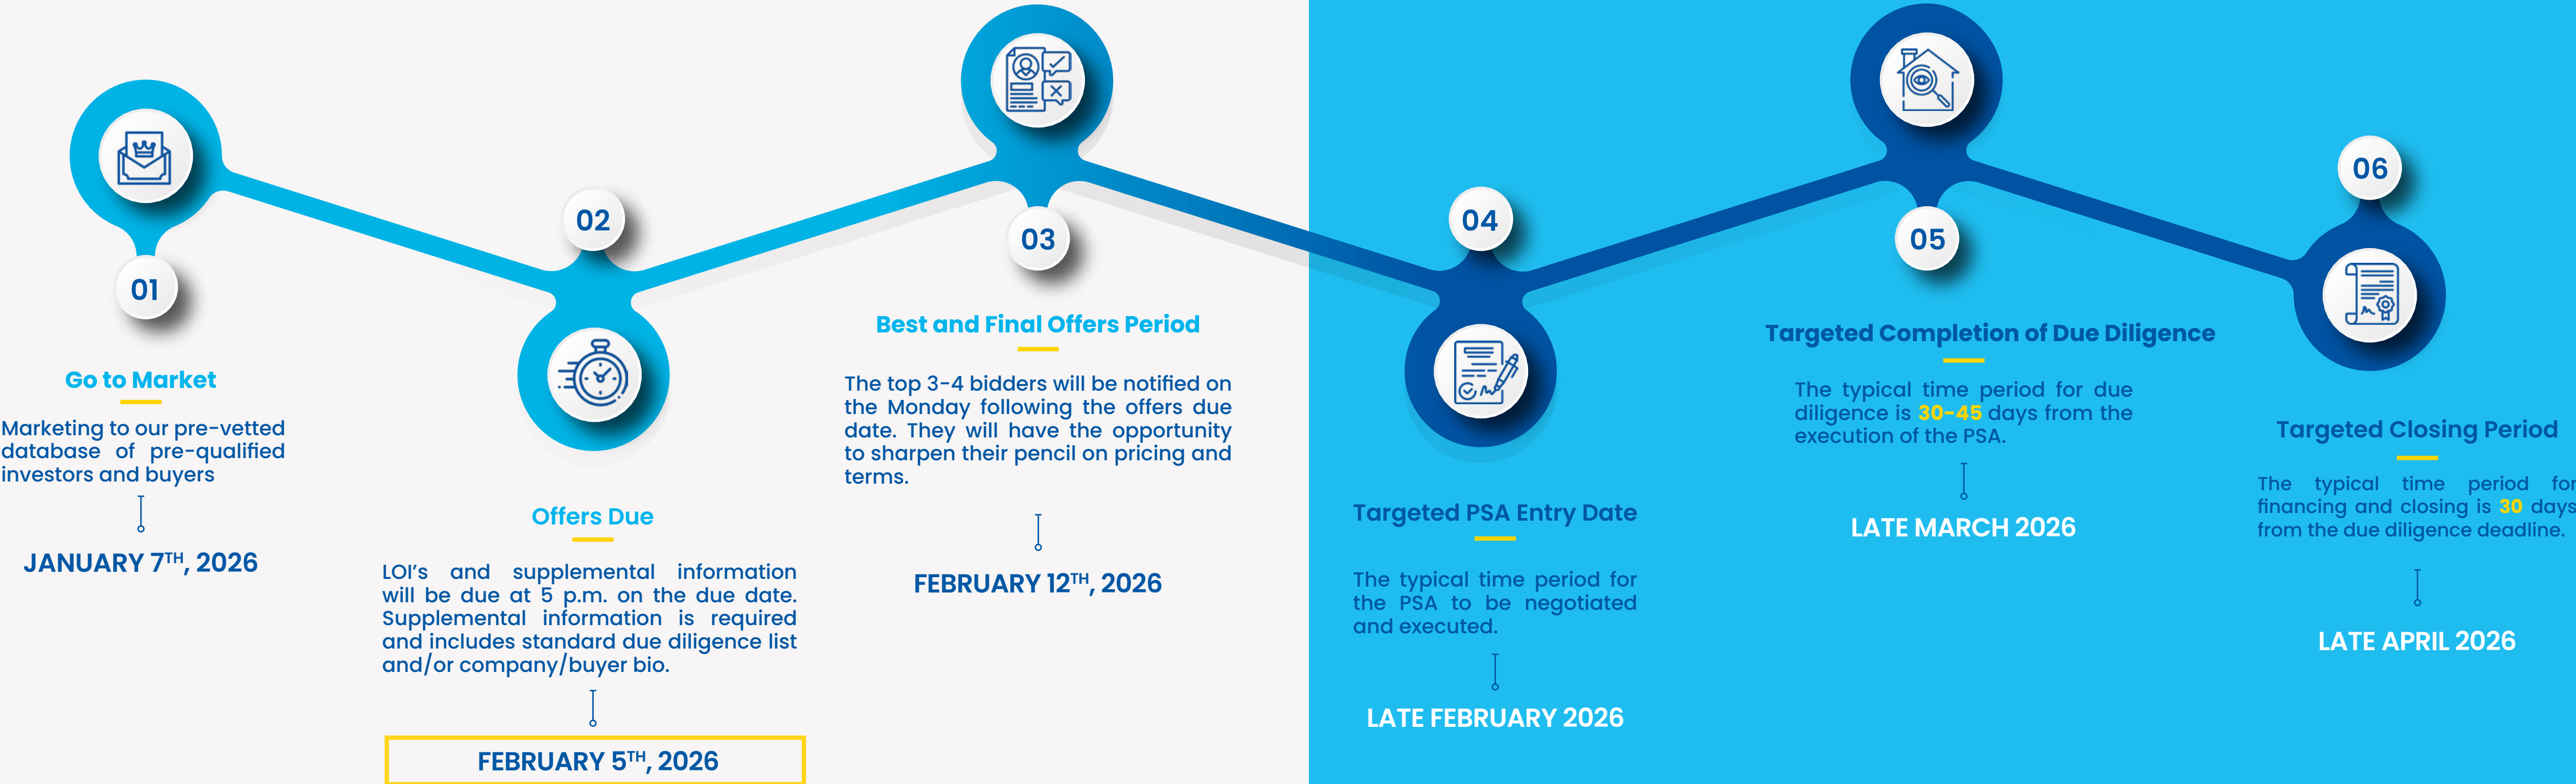 01
Go to Market
Marketing to our pre-vetted
database of pre-qualified
investors and buyers
JANUARY 7TH, 2026
02
Offers Due
LOI's and supplemental information
will be due at 5 p.m. on the due date.
Supplemental information is required
and includes standard due diligence list
and/or company/buyer bio.
FEBRUARY 5TH, 2026
03
Best and Final Offers Period
The top 3-4 bidders will be notified on
the Monday following the offers due
date. They will have the opportunity
to sharpen their pencil on pricing and
terms.
FEBRUARY 12TH, 2026
04
Targeted PSA Entry Date
The typical time period for
the PSA to be negotiated
and executed.
LATE FEBRUARY 2026
05
Targeted Completion of Due Diligence
The typical time period for due
diligence is 30-45 days from the
execution of the PSA.
LATE MARCH 2026
06
Targeted Closing Period
The typical time period for
financing and closing is 30 days
from the due diligence deadline.
LATE APRIL 2026